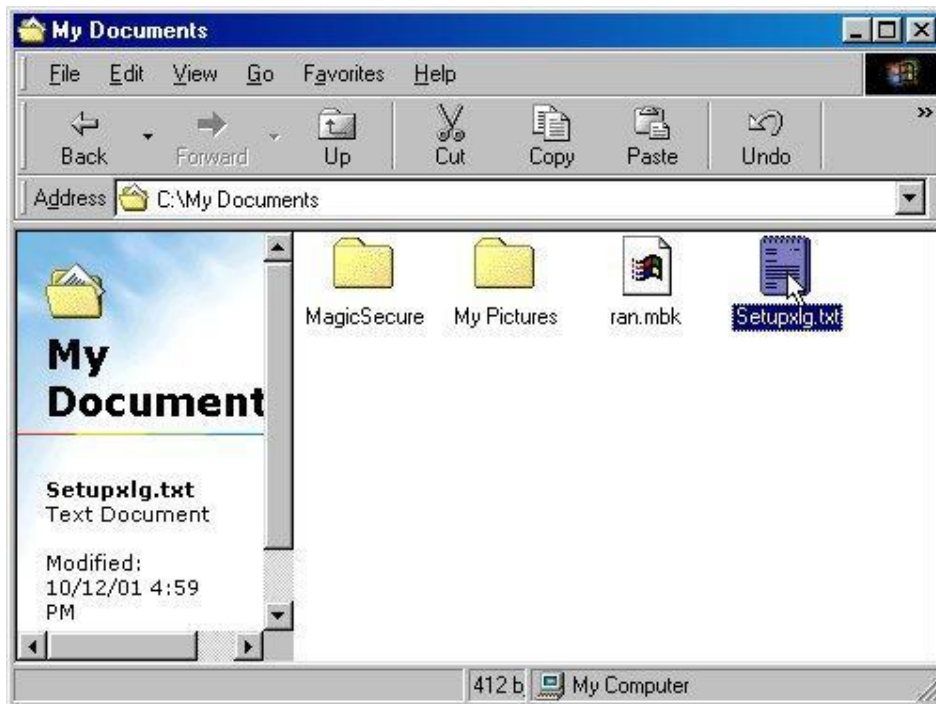 My Documents
File Edit View Go Favorites Help
Back Forward Up Cut Copy Paste Undo »
Address C:\My Documents
MagicSecure My Pictures ran.mbk Setupxlg.txt
My
Document
Setupxlg.txt
Text Document
Modified:
10/12/01 4:59
PM
412 b My Computer